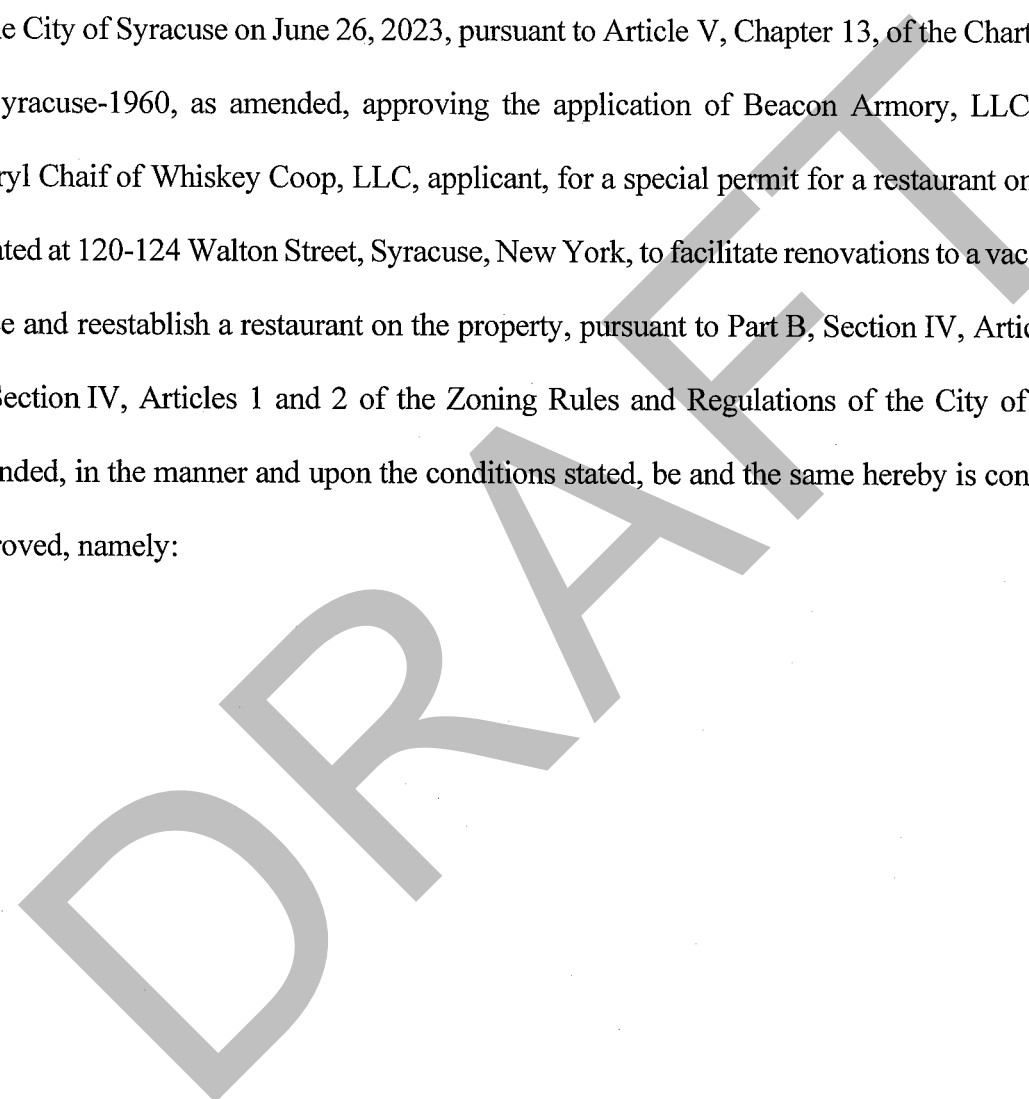 e City of Syracuse on June 26, 2023, pursuant to Article V, Chapter 13, of the Chart
yracuse-1960, as amended, approving the application of Beacon Armory, LLC
ryl Chaif of Whiskey Coop, LLC, applicant, for a special permit for a restaurant on
ated at 120-124 Walton Street, Syracuse, New York, to facilitate renovations to a vac
e and reestablish a restaurant on the property, pursuant to Part B, Section IV, Artic
Section IV, Articles 1 and 2 of the Zoning Rules and Regulations of the City of
nded, in the manner and upon the conditions stated, be and the same hereby is con
roved, namely:
DRAFT